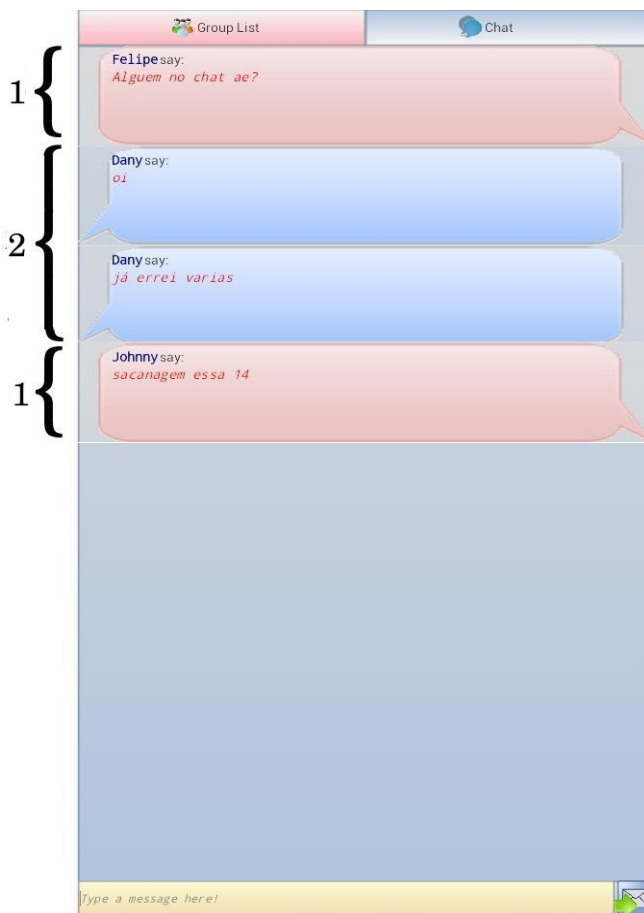 Group List Chat
1
Felipe say:
Alguem no chat ae?
2
Dany say:
oi
Dany say:
já errei varias
1
Johnny say:
sacanagem essa 14
Type a message here!